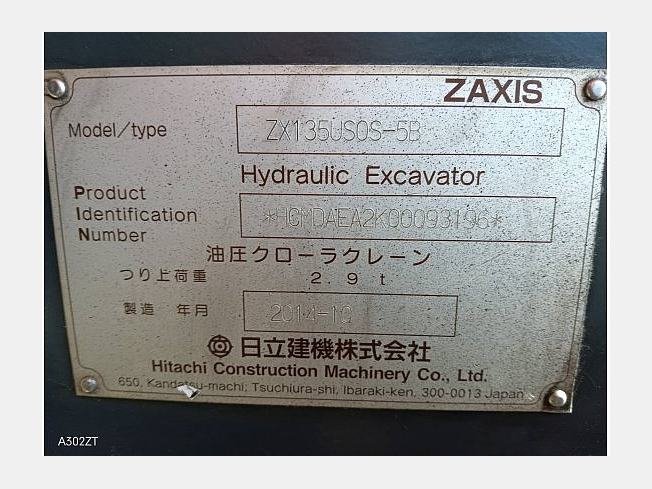 ZAXIS
Model/type ZX135USOS-5B
Hydraulic Excavator
Product
Identification *HCMDAEA2K00093196*
Number
油圧クローラクレーン
つり上荷重 2.9 t
製造 年月 2014-10
日立建機株式会社
Hitachi Construction Machinery Co., Ltd.
650, Kandatsu-machi, Tsuchiura-shi, Ibaraki-ken, 300-0013 Japan
A302ZT